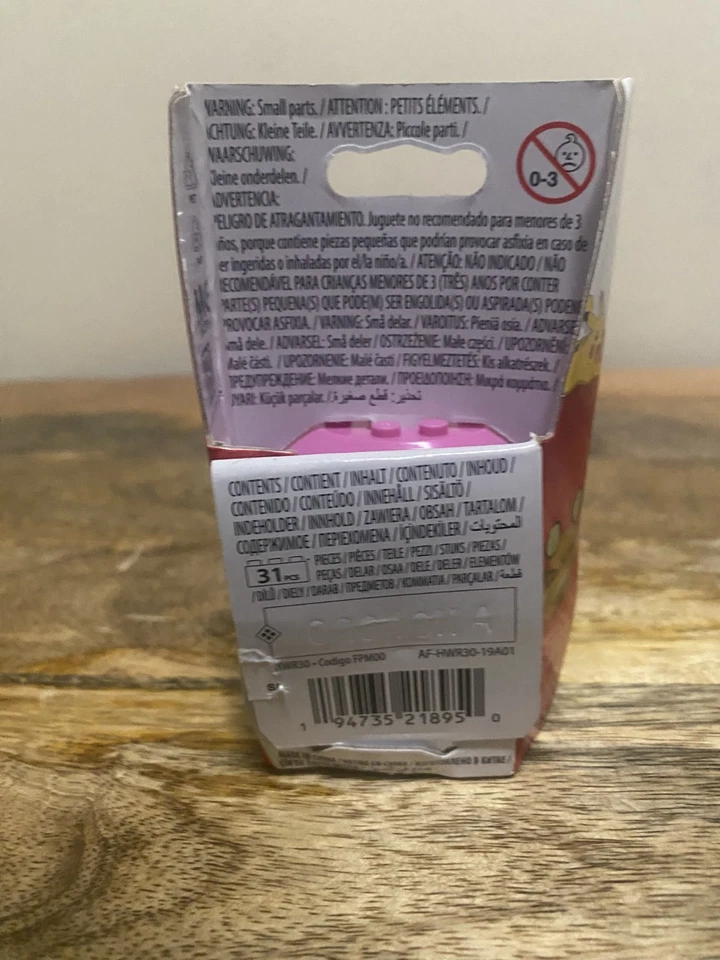 WARNING: Small parts. / ATTENTION : PETITS ÉLÉMENTS. /
ACHTUNG: Kleine Teile. / AVVERTENZA: Piccole parti. /
WAARSCHUWING:
Kleine onderdelen. /
ADVERTENCIA:
0-3
PELIGRO DE ATRAGANTAMIENTO. Juguete no recomendado para menores de 3
años, porque contiene piezas pequeñas que podrían provocar asfixia en caso de
ser ingeridas o inhaladas por el/la niño/a. / ATENÇÃO: NÃO INDICADO / NÃO
RECOMENDÁVEL PARA CRIANÇAS MENORES DE 3 (TRÊS) ANOS POR CONTER
PARTE(S) PEQUENA(S) QUE PODE(M) SER ENGOLIDA(S) OU ASPIRADA(S) PODENDO
PROVOCAR ASFIXIA. / VARNING: Små delar. / VAROITUS: Pieniä osia. / ADVARSEL:
Små dele. / ADVARSEL: Små deler / OSTRZEŻENIE: Małe części. / UPOZORNĚNÍ:
Malé části. / UPOZORNENIE: Malé časti / FIGYELMEZTETÉS: Kis alkatrészek. /
ПРЕДУПРЕЖДЕНИЕ: Мелкие детали. / ΠΡΟΕΙΔΟΠΟΙΗΣΗ: Μικρά κομμάτια. /
UYARI: Küçük parçalar. / تحذير: قطع صغيرة
CONTENTS / CONTIENT / INHALT / CONTENUTO / INHOUD /
CONTENIDO / CONTEÚDO / INNEHÅLL / SISÄLTÖ /
INDEHOLDER / INNHOLD / ZAWIERA / OBSAH / TARTALOM /
СОДЕРЖИМОЕ / ΠΕΡΙΕΧΟΜΕΝΑ / İÇİNDEKİLER / المحتويات
31 PCS
PIECES / PIÈCES / TEILE / PEZZI / STUKS / PIEZAS /
PEÇAS / DELAR / OSAA / DELE / DELER / ELEMENTÓW
/ DÍLŮ / DIELY / DARAB / ПРЕДМЕТОВ / ΚΟΜΜΑΤΙΑ / PARÇALAR / قطعة
HWR30 • Codigo FPM00 AF-HWR30-19A01
1 94735 21895 0
MADE IN CHINA